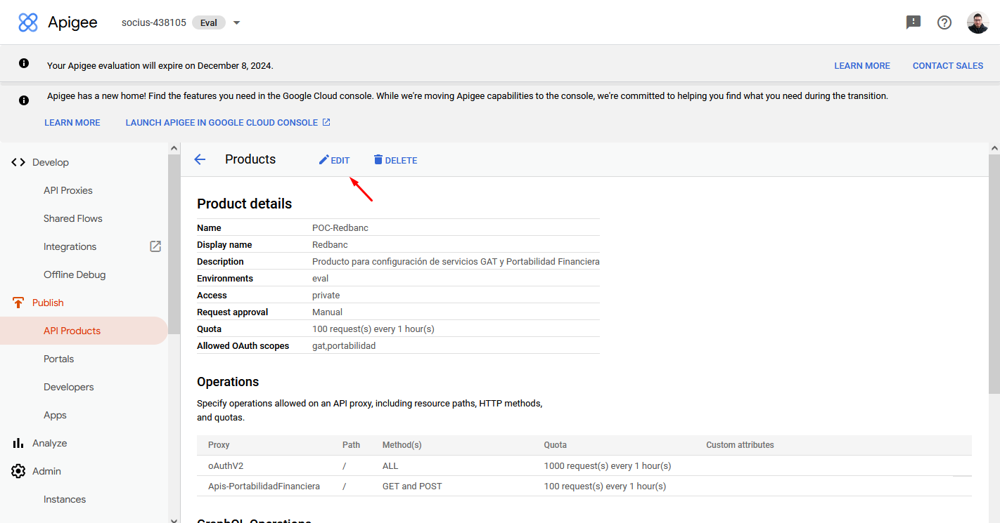 Apigee
socius-438105 Eval
Your Apigee evaluation will expire on December 8, 2024.
LEARN MORE CONTACT SALES
Apigee has a new home! Find the features you need in the Google Cloud console. While we're moving Apigee capabilities to the console, we're committed to helping you find what you need during the transition.
LEARN MORE LAUNCH APIGEE IN GOOGLE CLOUD CONSOLE
Develop
API Proxies
Shared Flows
Integrations
Offline Debug
Publish
API Products
Portals
Developers
Apps
Analyze
Admin
Instances
Products EDIT DELETE
Product details
Name POC-Redbanc
Display name Redbanc
Description Producto para configuración de servicios GAT y Portabilidad Financiera
Environments eval
Access private
Request approval Manual
Quota 100 request(s) every 1 hour(s)
Allowed OAuth scopes gat,portabilidad
Operations
Specify operations allowed on an API proxy, including resource paths, HTTP methods,
and quotas.
Proxy Path Method(s) Quota Custom attributes
oAuthV2 / ALL 1000 request(s) every 1 hour(s)
Apis-PortabilidadFinanciera / GET and POST 100 request(s) every 1 hour(s)
GraphQL Operations